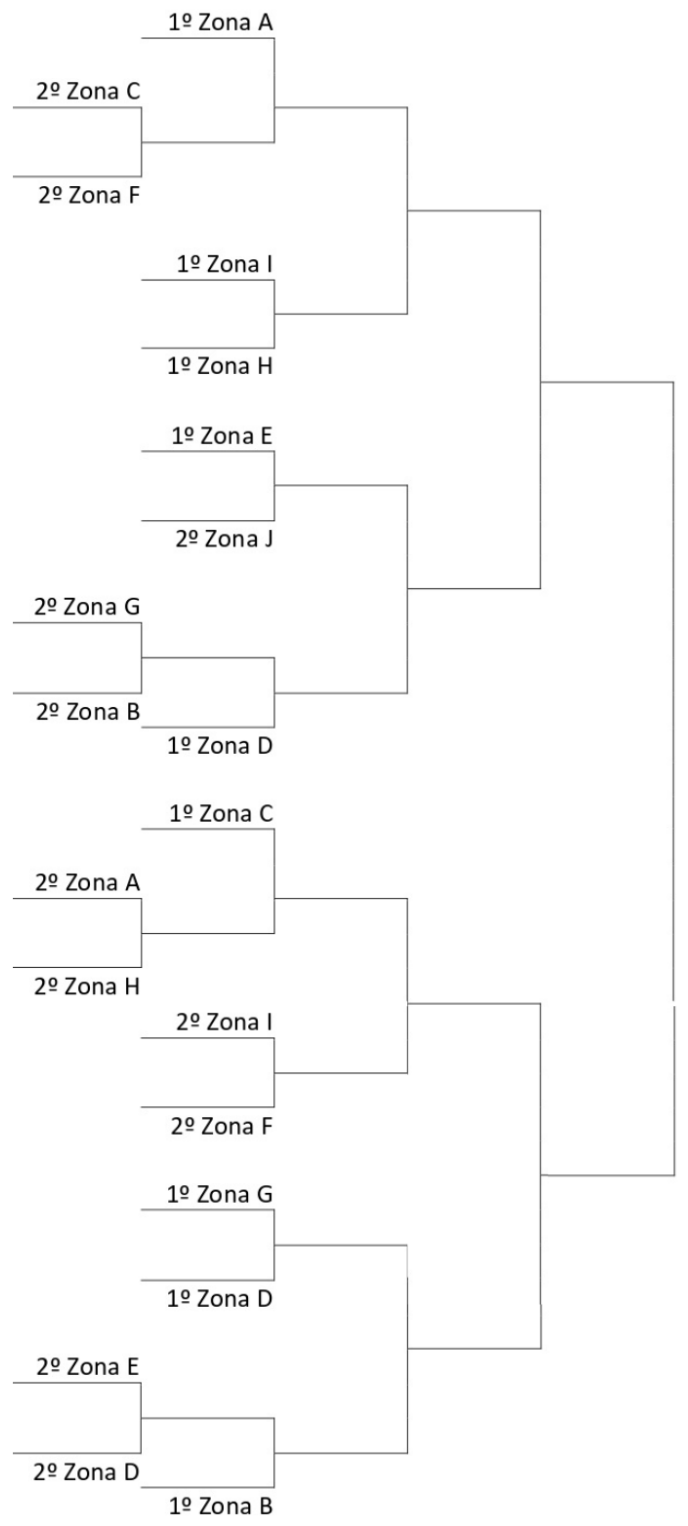 1º Zona A
2º Zona C
2º Zona F
1º Zona I
1º Zona H
1º Zona E
2º Zona J
2º Zona G
2º Zona B
1º Zona D
1º Zona C
2º Zona A
2º Zona H
2º Zona I
2º Zona F
1º Zona G
1º Zona D
2º Zona E
2º Zona D
1º Zona B